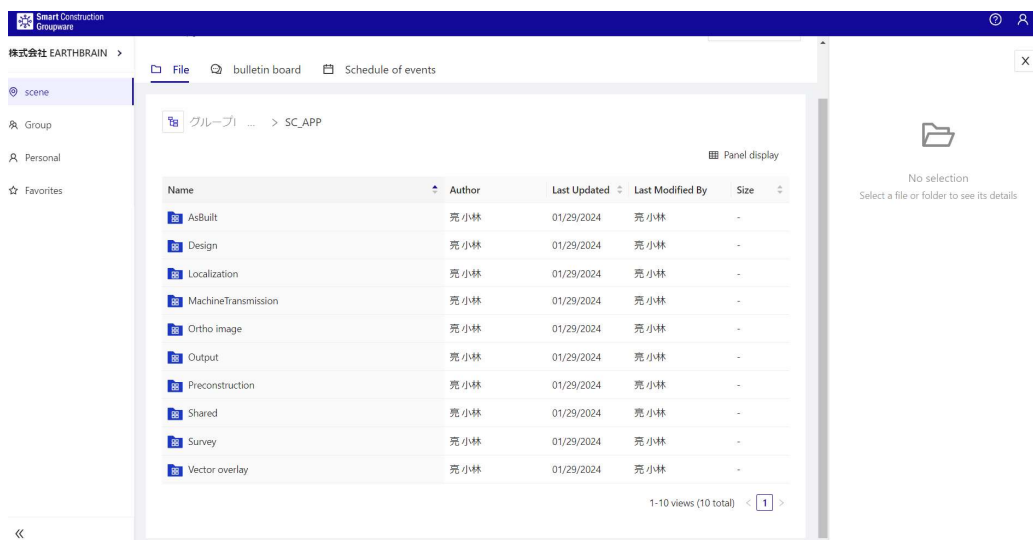 Smart Construction
Groupware
株式会社 EARTHBRAIN >
scene
Group
Personal
Favorites
File bulletin board Schedule of events
グループ ... > SC_APP
Panel display
Name Author Last Updated Last Modified By Size
AsBuilt 亮 小林 01/29/2024 亮 小林 -
Design 亮 小林 01/29/2024 亮 小林 -
Localization 亮 小林 01/29/2024 亮 小林 -
MachineTransmission 亮 小林 01/29/2024 亮 小林 -
Ortho image 亮 小林 01/29/2024 亮 小林 -
Output 亮 小林 01/29/2024 亮 小林 -
Preconstruction 亮 小林 01/29/2024 亮 小林 -
Shared 亮 小林 01/29/2024 亮 小林 -
Survey 亮 小林 01/29/2024 亮 小林 -
Vector overlay 亮 小林 01/29/2024 亮 小林 -
1-10 views (10 total) < 1 >
X
No selection
Select a file or folder to see its details